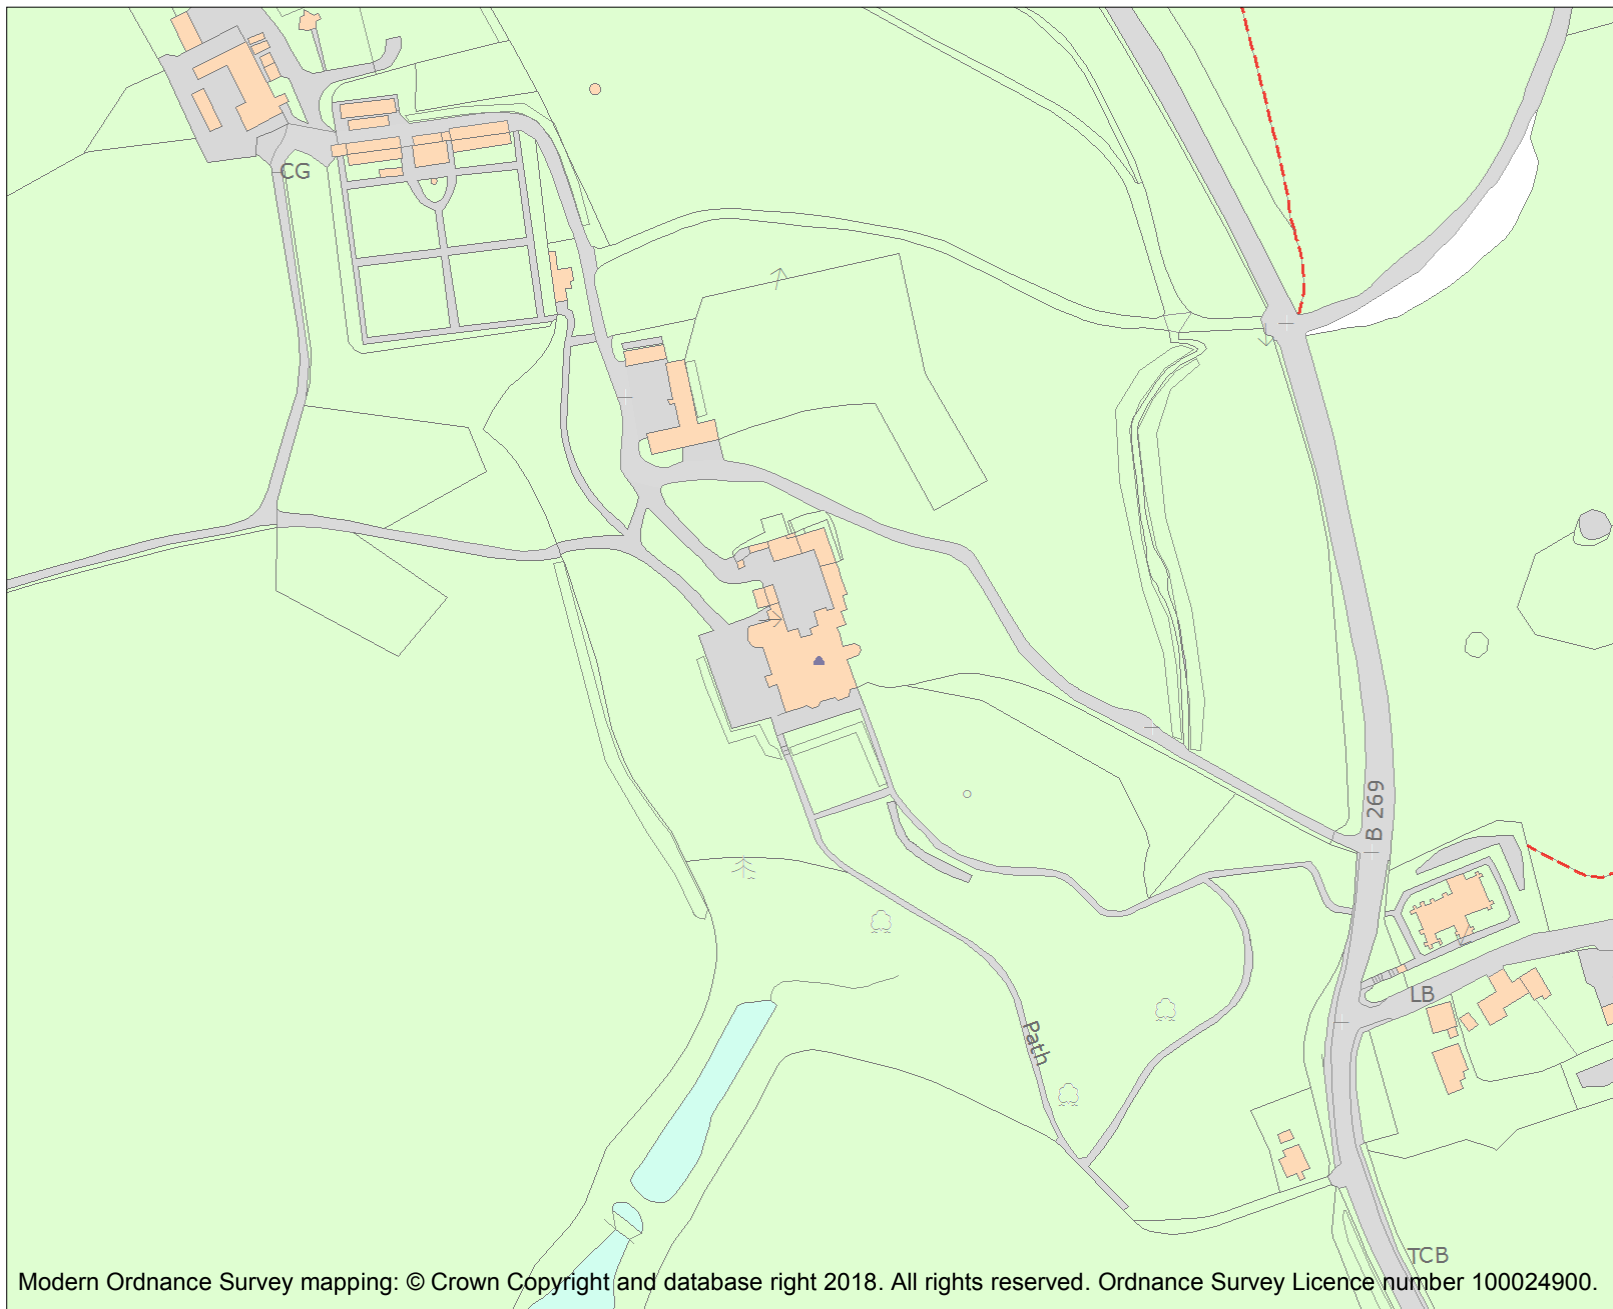 CG
B 269
LB
Path
TCB
Modern Ordnance Survey mapping: © Crown Copyright and database right 2018. All rights reserved. Ordnance Survey Licence number 100024900.